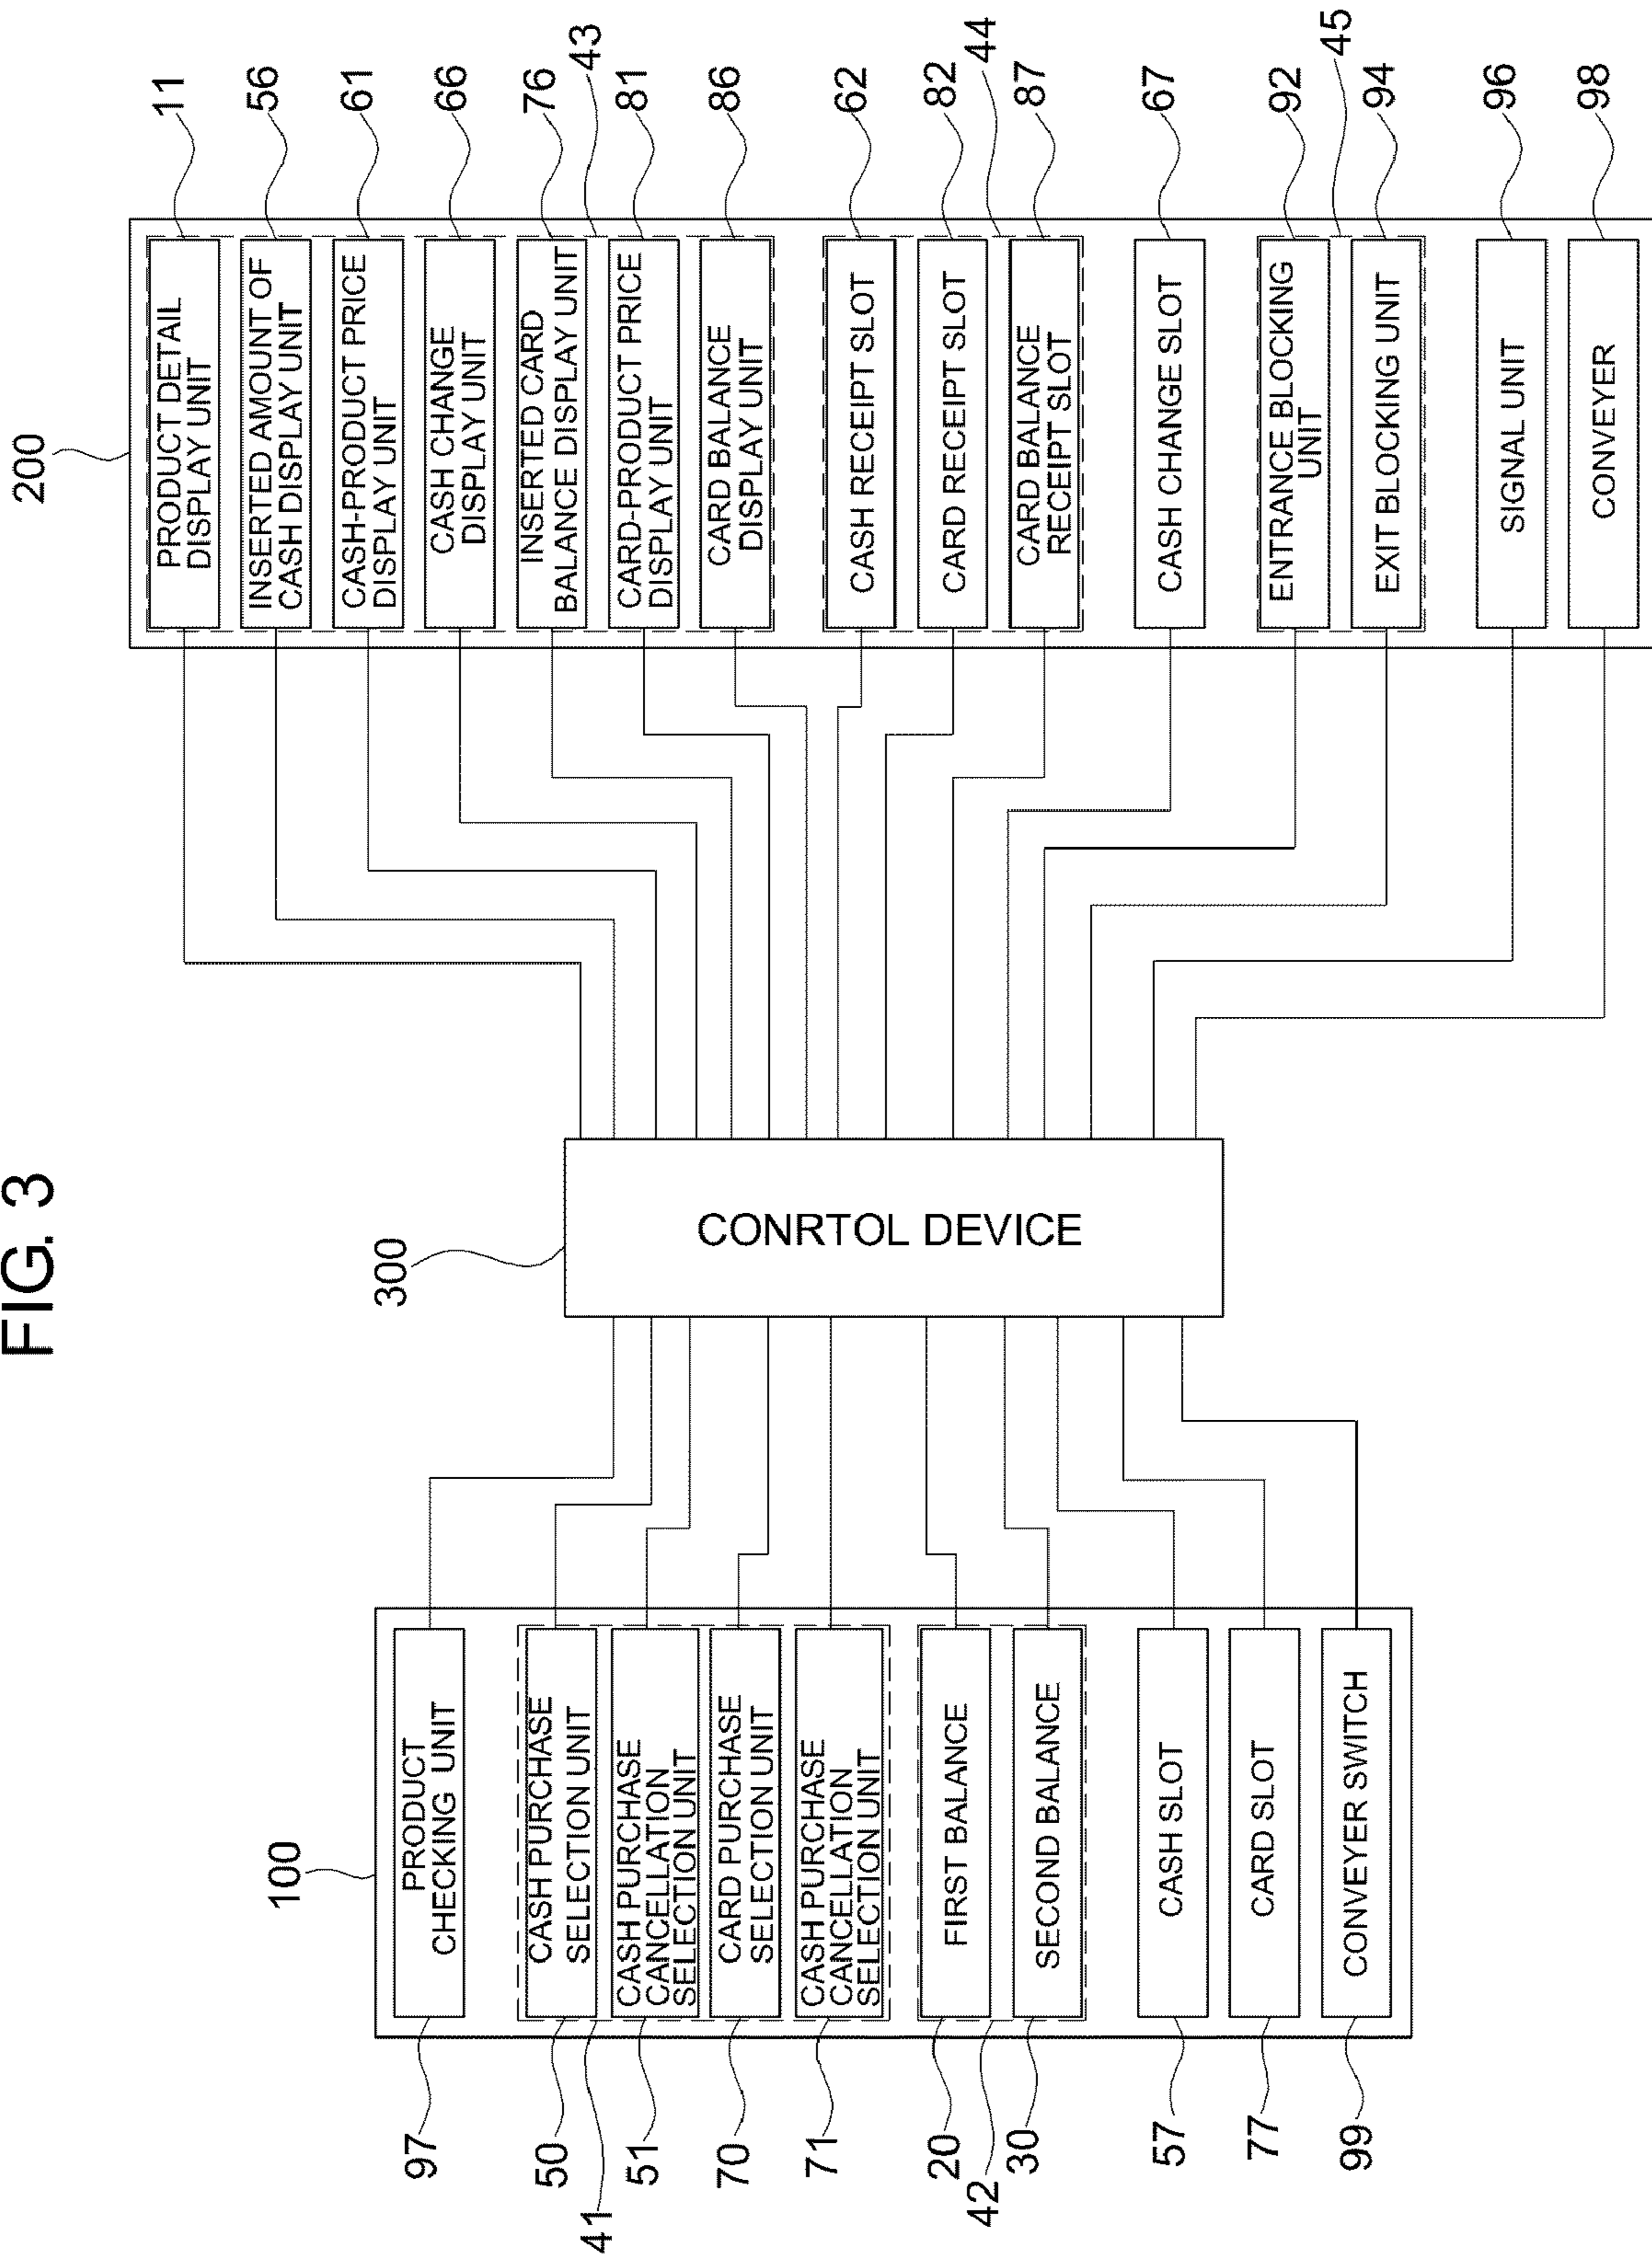 FIG. 3
100
97
PRODUCT
CHECKING UNIT
50
CASH PURCHASE
SELECTION UNIT
41
51
CASH PURCHASE
CANCELLATION
SELECTION UNIT
70
CARD PURCHASE
SELECTION UNIT
71
CASH PURCHASE
CANCELLATION
SELECTION UNIT
20
FIRST BALANCE
42
30
SECOND BALANCE
57
CASH SLOT
77
CARD SLOT
99
CONVEYER SWITCH
300
CONRTOL DEVICE
200
PRODUCT DETAIL
DISPLAY UNIT
11
INSERTED AMOUNT OF
CASH DISPLAY UNIT
56
CASH-PRODUCT PRICE
DISPLAY UNIT
61
CASH CHANGE
DISPLAY UNIT
66
INSERTED CARD
BALANCE DISPLAY UNIT
76
43
CARD-PRODUCT PRICE
DISPLAY UNIT
81
CARD BALANCE
DISPLAY UNIT
86
CASH RECEIPT SLOT
62
CARD RECEIPT SLOT
82
44
CARD BALANCE
RECEIPT SLOT
87
CASH CHANGE SLOT
67
ENTRANCE BLOCKING
UNIT
92
45
EXIT BLOCKING UNIT
94
SIGNAL UNIT
96
CONVEYER
98